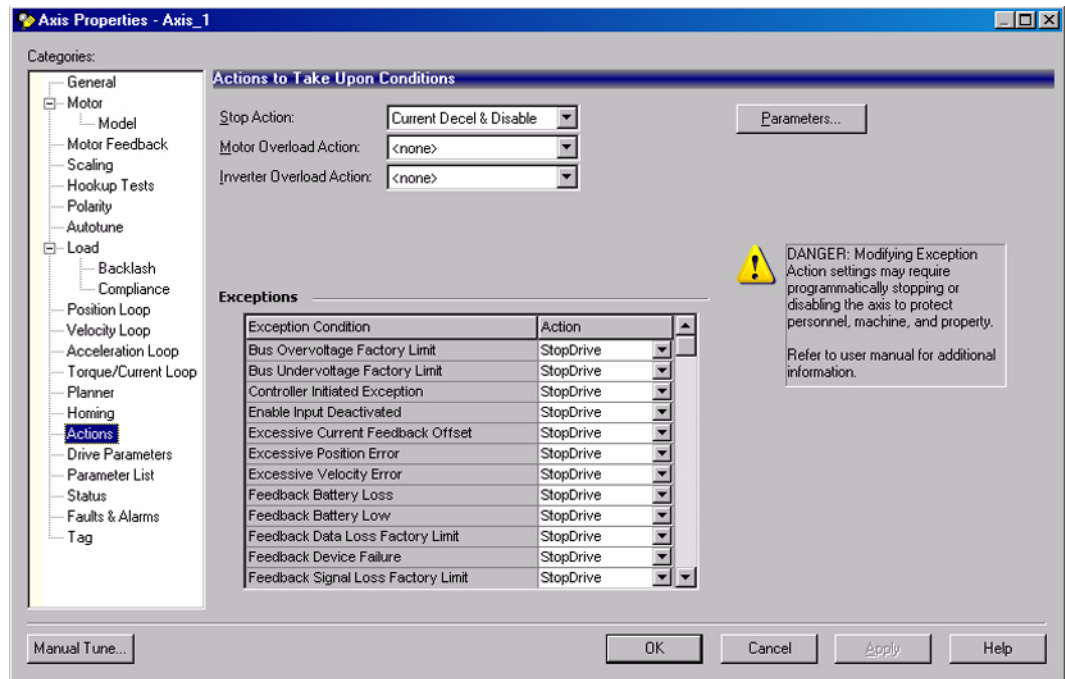 Axis Properties - Axis_1
Categories:
General
Motor
Model
Motor Feedback
Scaling
Hookup Tests
Polarity
Autotune
Load
Backlash
Compliance
Position Loop
Velocity Loop
Acceleration Loop
Torque/Current Loop
Planner
Homing
Actions
Drive Parameters
Parameter List
Status
Faults & Alarms
Tag
Actions to Take Upon Conditions
Stop Action: Current Decel & Disable
Parameters...
Motor Overload Action: <none>
Inverter Overload Action: <none>
DANGER: Modifying Exception
Action settings may require
programmatically stopping or
disabling the axis to protect
personnel, machine, and property.
Refer to user manual for additional
information.
Exceptions
Exception Condition Action
Bus Overvoltage Factory Limit StopDrive
Bus Undervoltage Factory Limit StopDrive
Controller Initiated Exception StopDrive
Enable Input Deactivated StopDrive
Excessive Current Feedback Offset StopDrive
Excessive Position Error StopDrive
Excessive Velocity Error StopDrive
Feedback Battery Loss StopDrive
Feedback Battery Low StopDrive
Feedback Data Loss Factory Limit StopDrive
Feedback Device Failure StopDrive
Feedback Signal Loss Factory Limit StopDrive
Manual Tune... OK Cancel Apply Help